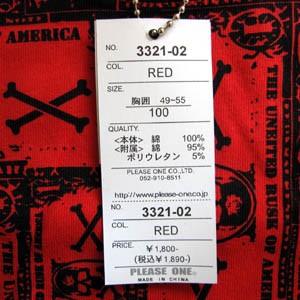 OF AMERICA
THE UNITED
OF AMERICA
NO. 3321-02
COL. RED
SIZE.
胸囲 49~55
100
QUALITY.
<本体> 綿 100%
<附属> 綿 95%
ポリウレタン 5%
PLEASE ONE CO.,LTD.
052-910-8511
http://www.please-one.co.jp
NO. 3321-02
COL. RED
PRICE. ¥1,800-
(税込¥1,890-)
PLEASE ONE.
MADE IN CHINA